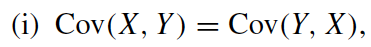 (i) Cov(X, Y) = Cov(Y, X),